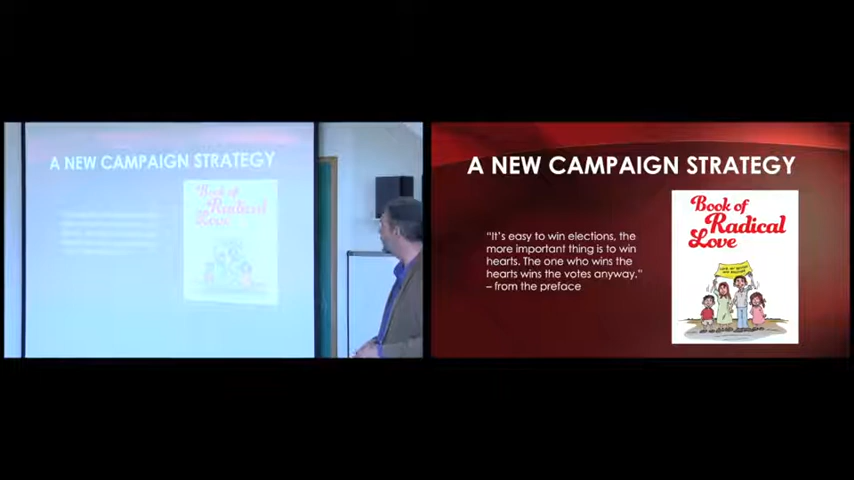 A NEW CAMPAIGN STRATEGY
Book of
Radical
Love
A NEW CAMPAIGN STRATEGY
"It's easy to win elections, the
more important thing is to win
hearts. The one who wins the
hearts wins the votes anyway."
– from the preface
Book of
Radical
Love